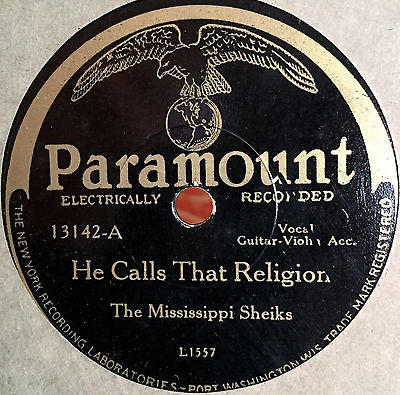 Paramount
ELECTRICALLY RECORDED
13142-A
Vocal
Guitar-Violin Acc.
He Calls That Religion
The Mississippi Sheiks
L1557
THE NEW YORK RECORDING LABORATORIES - PORT WASHINGTON WIS. TRADE MARK REGISTERED